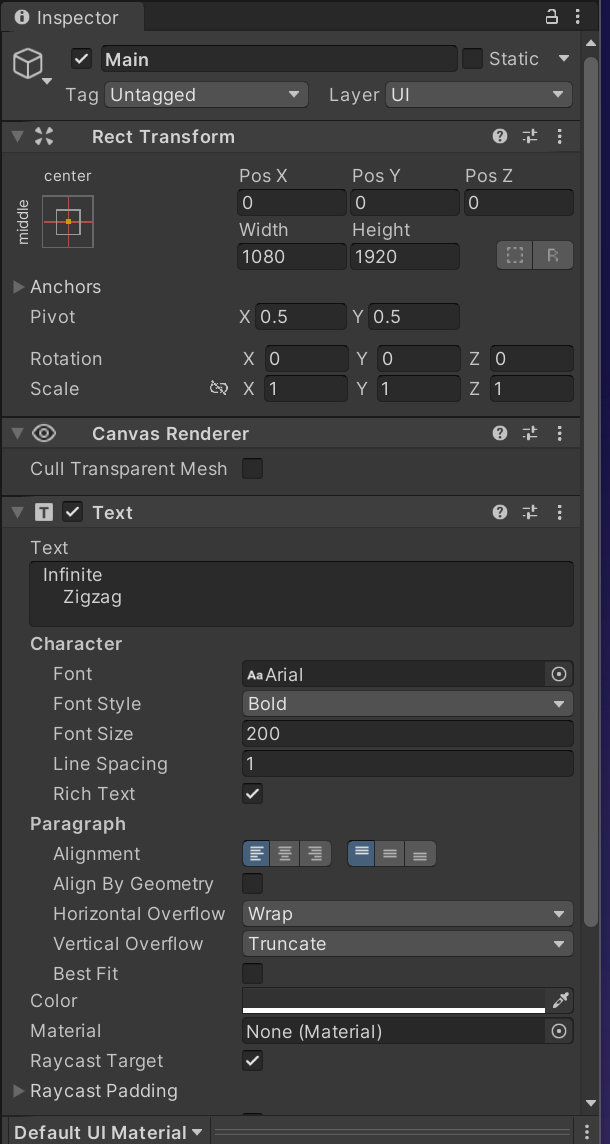 Inspector
Main
Static
Tag Untagged Layer UI
Rect Transform
center
middle
Pos X Pos Y Pos Z
0 0 0
Width Height
1080 1920
R
Anchors
Pivot X 0.5 Y 0.5
Rotation X 0 Y 0 Z 0
Scale X 1 Y 1 Z 1
Canvas Renderer
Cull Transparent Mesh
T Text
Text
Infinite
Zigzag
Character
Font Aa Arial
Font Style Bold
Font Size 200
Line Spacing 1
Rich Text
Paragraph
Alignment
Align By Geometry
Horizontal Overflow Wrap
Vertical Overflow Truncate
Best Fit
Color
Material None (Material)
Raycast Target
Raycast Padding
Default UI Material